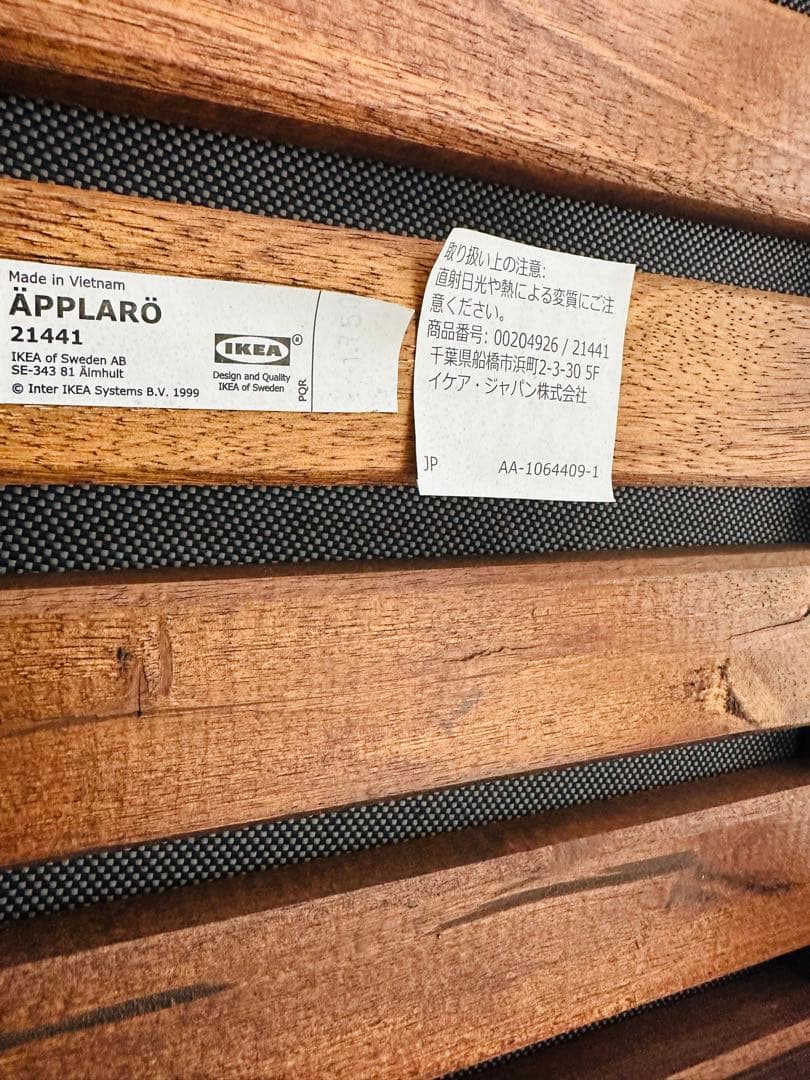 Made in Vietnam
ÄPPLARÖ
21441
IKEA of Sweden AB
SE-343 81 Älmhult
© Inter IKEA Systems B.V. 1999
IKEA®
Design and Quality
IKEA of Sweden
PQR
取り扱い上の注意:
直射日光や熱による変質にご注
意ください。
商品番号: 00204926 / 21441
千葉県船橋市浜町2-3-30 5F
イケア・ジャパン株式会社
JP AA-1064409-1